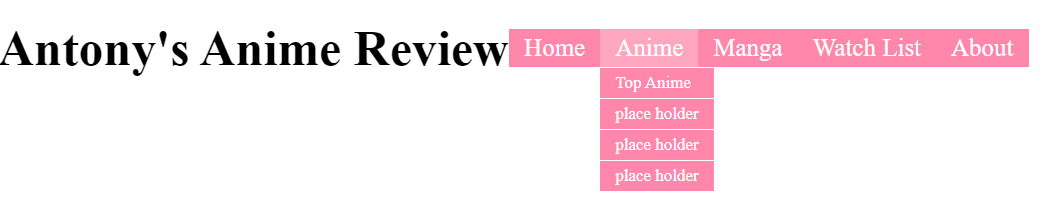 Antony's Anime Review Home Anime Manga Watch List About
Top Anime
place holder
place holder
place holder